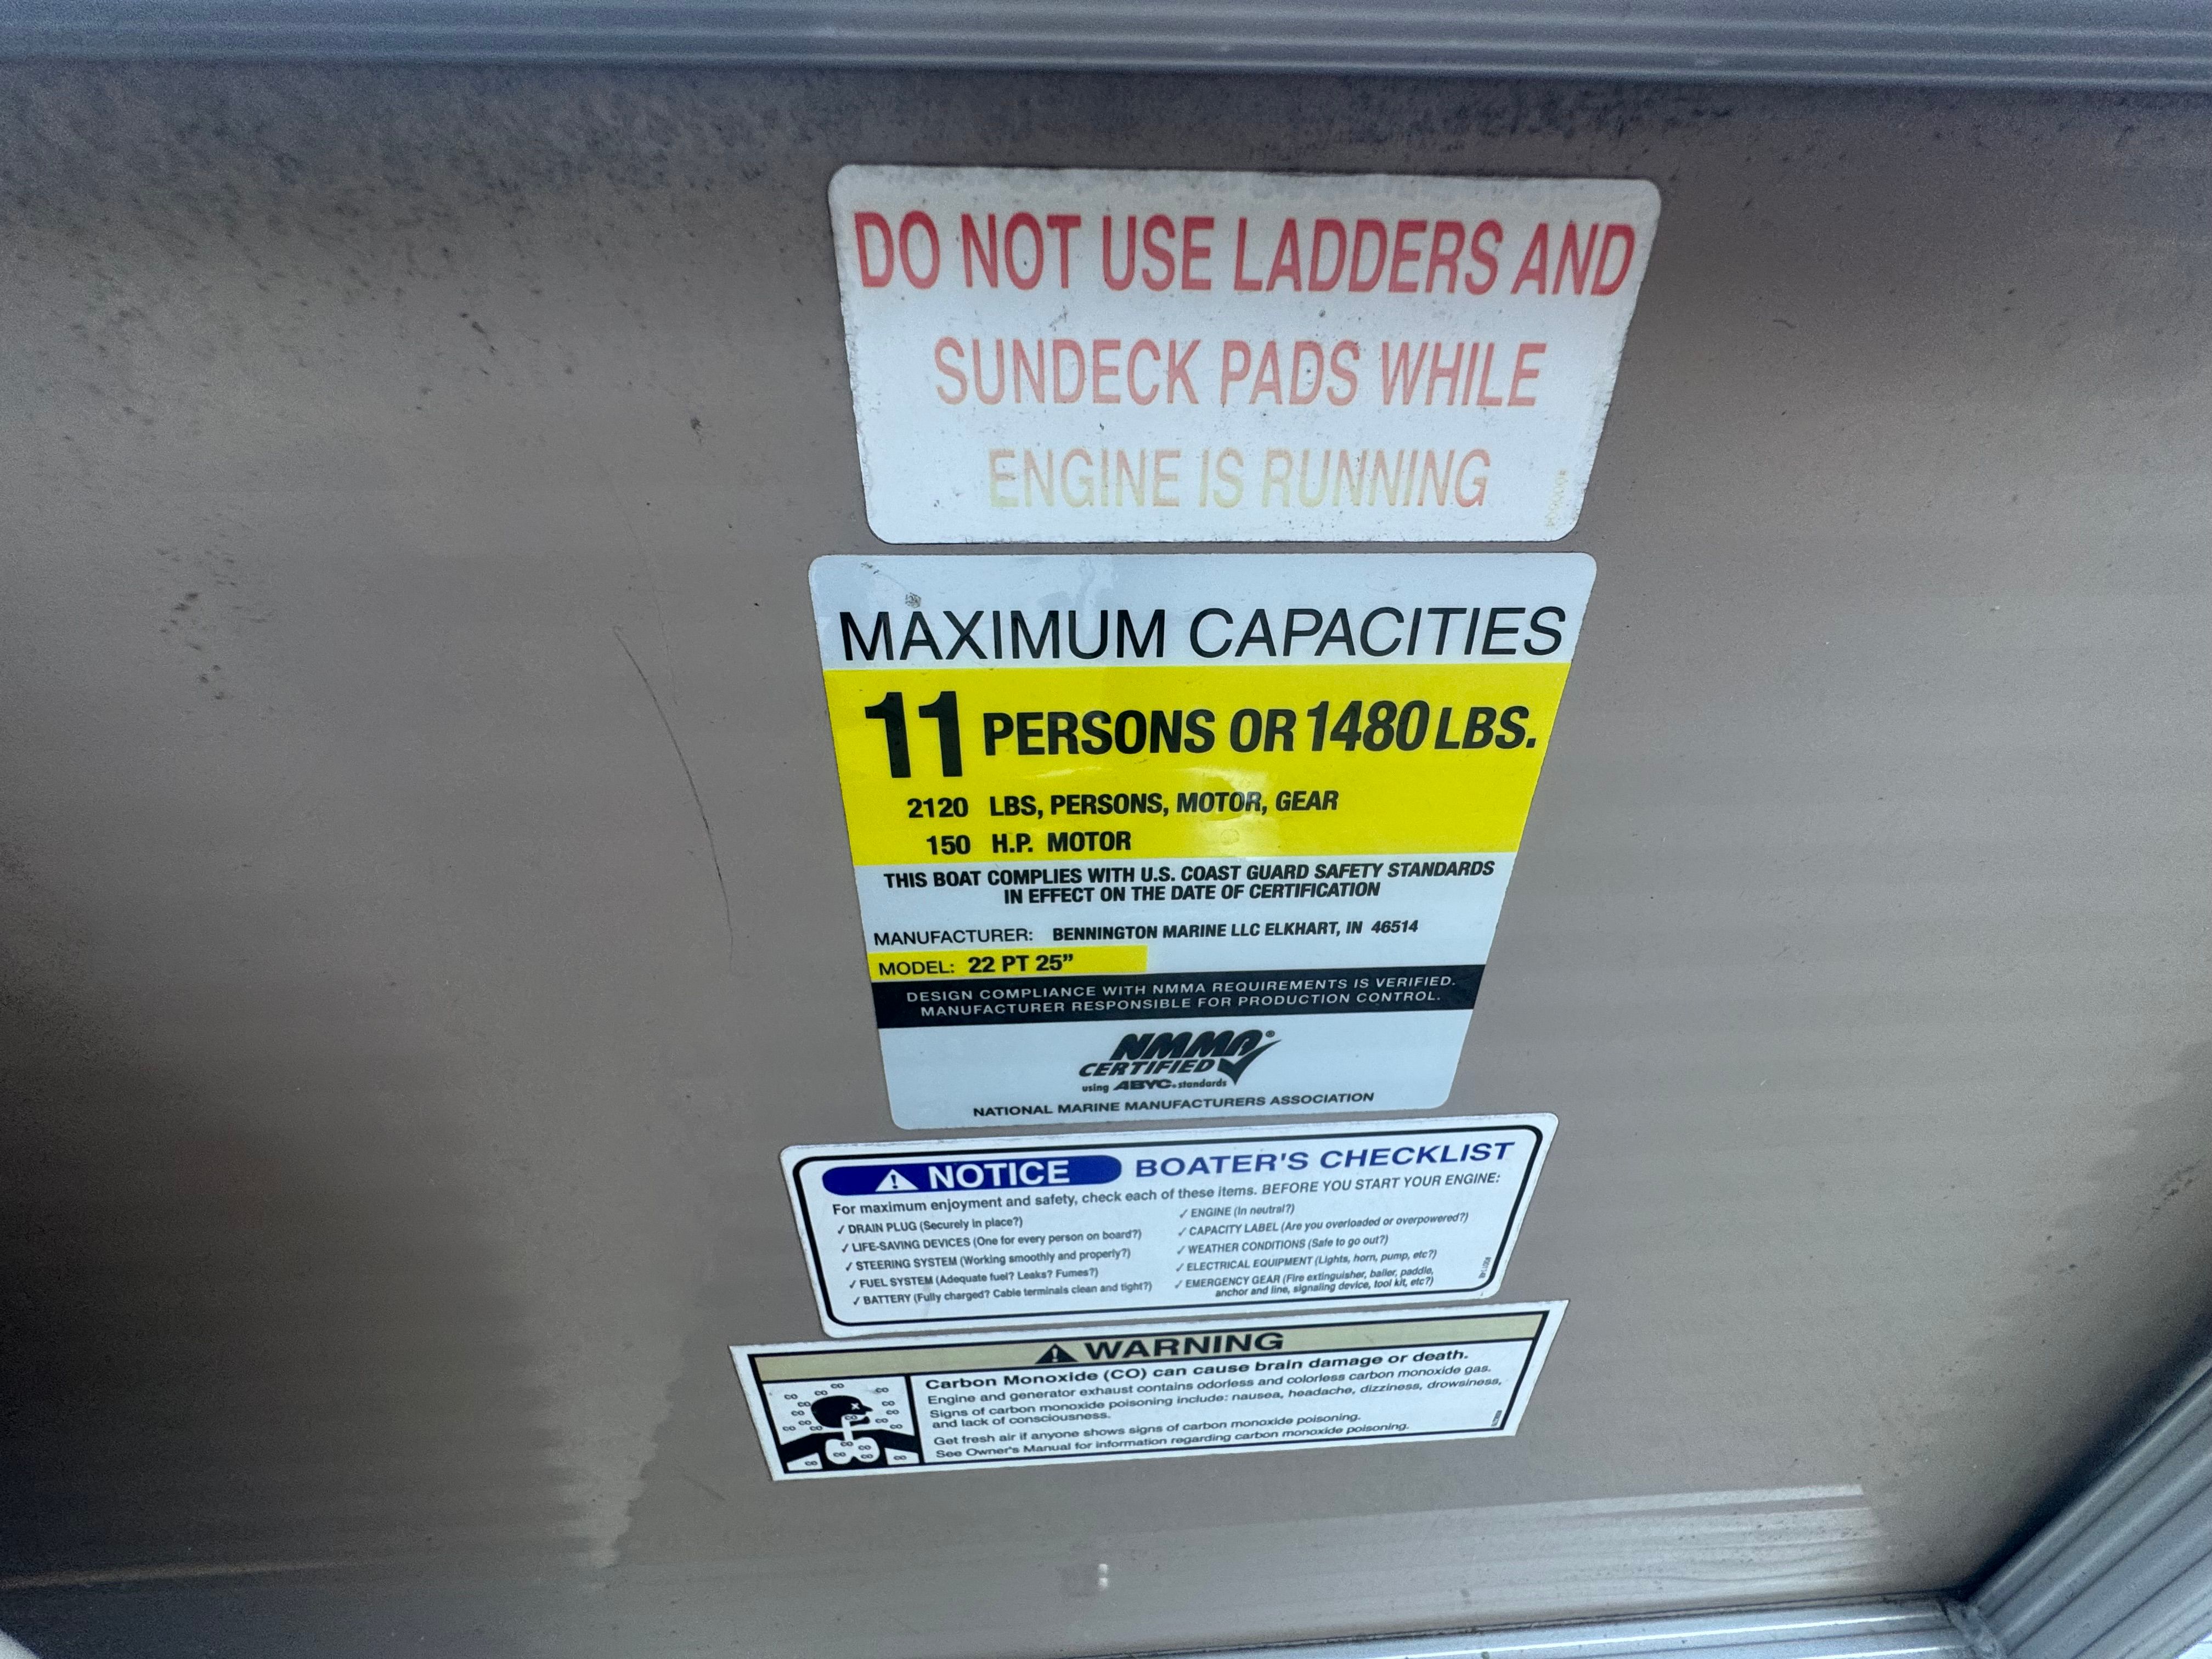 DO NOT USE LADDERS AND
SUNDECK PADS WHILE
ENGINE IS RUNNING
MAXIMUM CAPACITIES
11 PERSONS OR 1480 LBS.
2120 LBS, PERSONS, MOTOR, GEAR
150 H.P. MOTOR
THIS BOAT COMPLIES WITH U.S. COAST GUARD SAFETY STANDARDS
IN EFFECT ON THE DATE OF CERTIFICATION
MANUFACTURER: BENNINGTON MARINE LLC ELKHART, IN 46514
MODEL: 22 PT 25”
DESIGN COMPLIANCE WITH NMMA REQUIREMENTS IS VERIFIED.
MANUFACTURER RESPONSIBLE FOR PRODUCTION CONTROL.
NMMA®
CERTIFIED
using ABYC® standards
NATIONAL MARINE MANUFACTURERS ASSOCIATION
NOTICE BOATER'S CHECKLIST
For maximum enjoyment and safety, check each of these items. BEFORE YOU START YOUR ENGINE:
✓ DRAIN PLUG (Securely in place?)
✓ LIFE-SAVING DEVICES (One for every person on board?)
✓ STEERING SYSTEM (Working smoothly and properly?)
✓ FUEL SYSTEM (Adequate fuel? Leaks? Fumes?)
✓ BATTERY (Fully charged? Cable terminals clean and tight?)
✓ ENGINE (In neutral?)
✓ CAPACITY LABEL (Are you overloaded or overpowered?)
✓ WEATHER CONDITIONS (Safe to go out?)
✓ ELECTRICAL EQUIPMENT (Lights, horn, pump, etc?)
✓ EMERGENCY GEAR (Fire extinguisher, bailer, paddle,
anchor and line, signaling device, tool kit, etc?)
WARNING
Carbon Monoxide (CO) can cause brain damage or death.
Engine and generator exhaust contains odorless and colorless carbon monoxide gas.
Signs of carbon monoxide poisoning include: nausea, headache, dizziness, drowsiness,
and lack of consciousness.
Get fresh air if anyone shows signs of carbon monoxide poisoning.
See Owner's Manual for information regarding carbon monoxide poisoning.